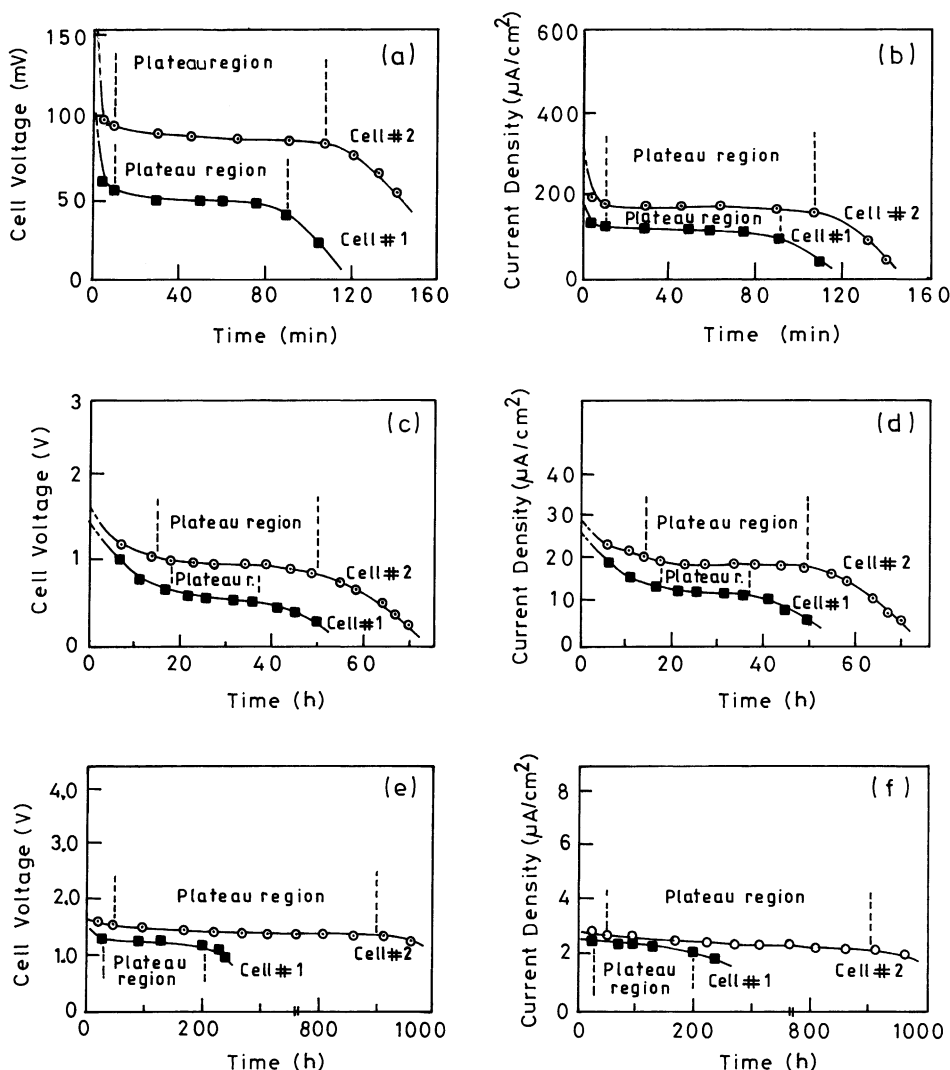 (a)
Cell Voltage (mV)
150
100
50
0
Plateau region
Cell#2
Plateau region
Cell#1
0 40 80 120 160
Time (min)
(b)
Current Density (μA/cm²)
600
400
200
0
Plateau region
Cell#2
Plateau region
Cell#1
0 40 80 120 160
Time (min)
(c)
Cell Voltage (V)
3
2
1
0
Plateau region
Cell#2
Plateau r.
Cell#1
0 20 40 60
Time (h)
(d)
Current Density (μA/cm²)
40
30
20
10
0
Plateau region
Cell#2
Plateau r.
Cell#1
0 20 40 60
Time (h)
(e)
Cell Voltage (V)
4.0
3.0
2.0
1.0
0
Plateau region
Cell#2
Plateau
region
Cell#1
0 200 800 1000
Time (h)
(f)
Current Density (μA/cm²)
8
6
4
2
0
Plateau region
Cell#2
Plateau
region
Cell#1
0 200 800 1000
Time (h)